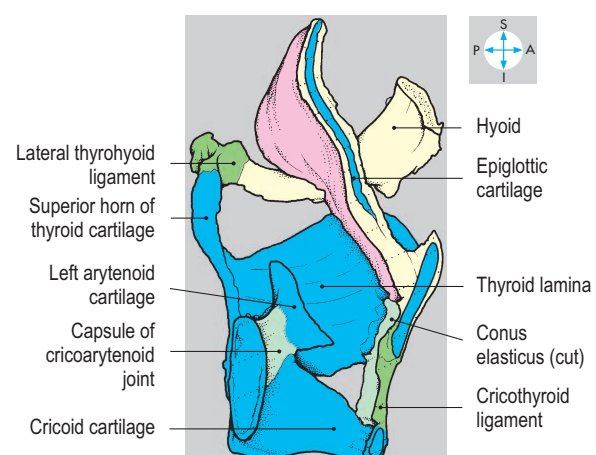 S
P A
I
Hyoid
Lateral thyrohyoid
ligament
Epiglottic
cartilage
Superior horn of
thyroid cartilage
Left arytenoid
cartilage
Thyroid lamina
Capsule of
cricoarytenoid
joint
Conus
elasticus (cut)
Cricothyroid
ligament
Cricoid cartilage